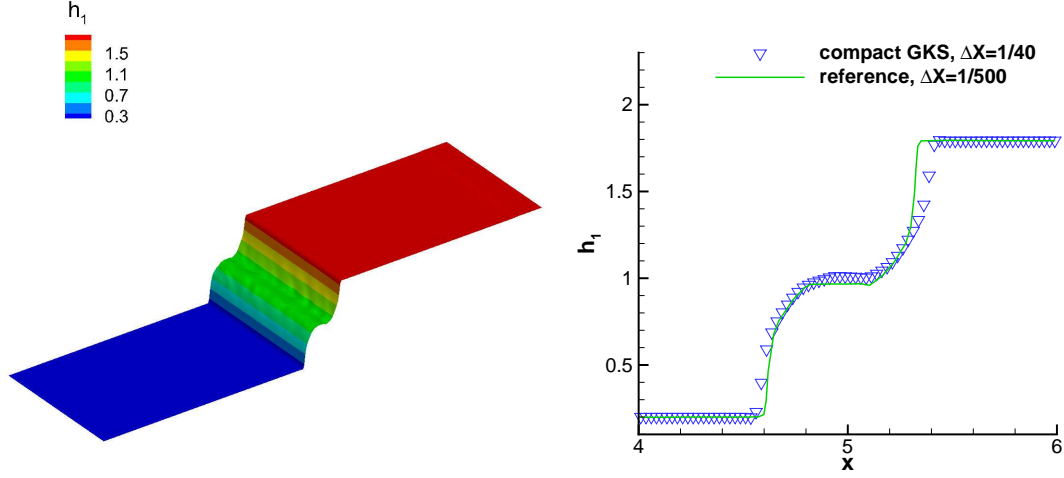 h₁
1.5
1.1
0.7
0.3
compact GKS, ΔX=1/40
reference, ΔX=1/500
h₁
2
1.5
1
0.5
4
5
6
x